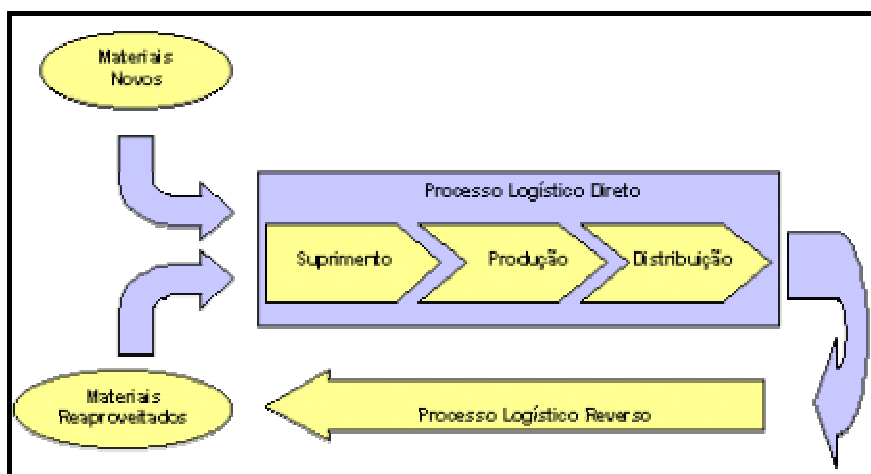 Materiais
Novos
Processo Logístico Direto
Suprimento
Produção
Distribuição
Materiais
Reaproveitados
Processo Logístico Reverso